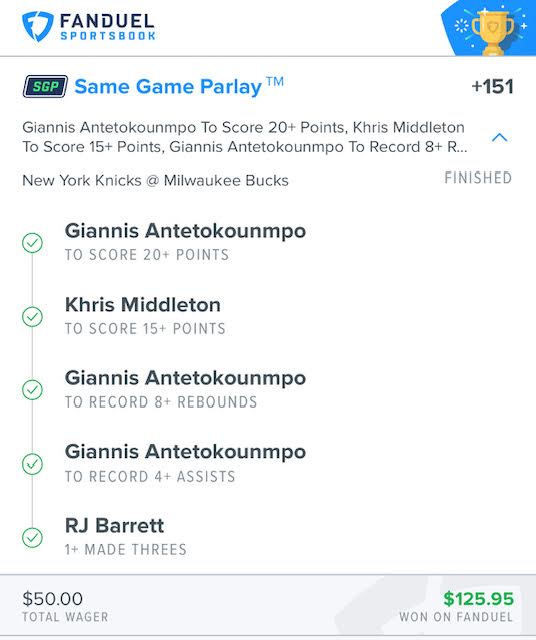 FANDUEL
SPORTSBOOK
SGP Same Game Parlay™ +151
Giannis Antetokounmpo To Score 20+ Points, Khris Middleton
To Score 15+ Points, Giannis Antetokounmpo To Record 8+ R...
New York Knicks @ Milwaukee Bucks FINISHED
Giannis Antetokounmpo
TO SCORE 20+ POINTS
Khris Middleton
TO SCORE 15+ POINTS
Giannis Antetokounmpo
TO RECORD 8+ REBOUNDS
Giannis Antetokounmpo
TO RECORD 4+ ASSISTS
RJ Barrett
1+ MADE THREES
$50.00 $125.95
TOTAL WAGER WON ON FANDUEL